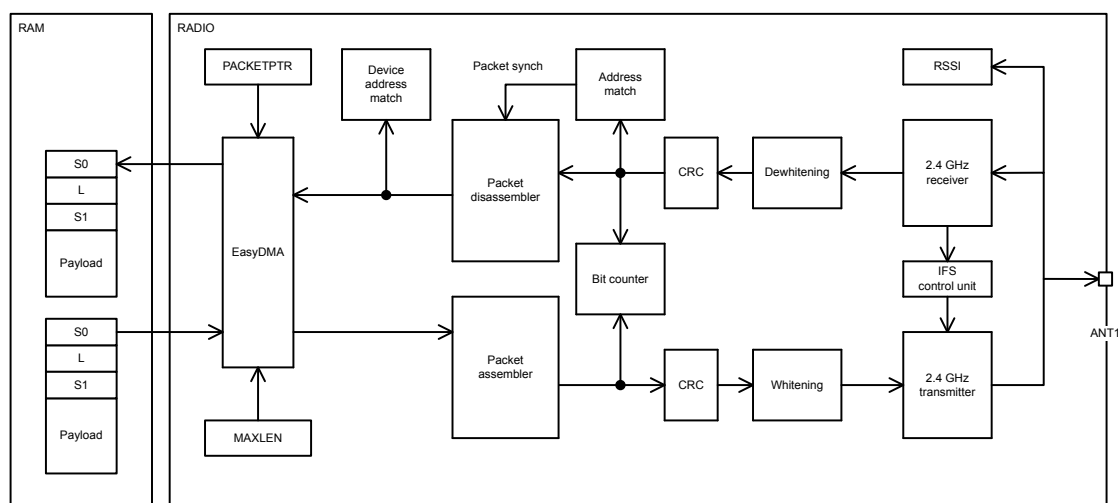 RAM
RADIO
PACKETPTR
Device
address
match
Packet synch
Address
match
RSSI
S0
L
S1
Payload
EasyDMA
Packet
disassembler
CRC
Dewhitening
2.4 GHz
receiver
Bit counter
IFS
control unit
ANT1
S0
L
S1
Payload
Packet
assembler
CRC
Whitening
2.4 GHz
transmitter
MAXLEN